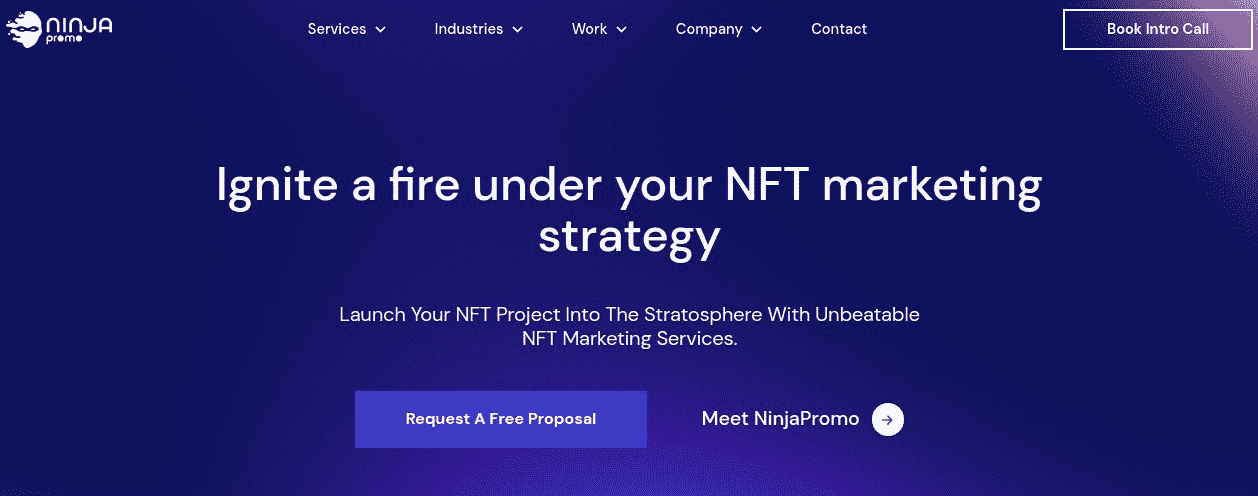 NINJA
promo
Services
Industries
Work
Company
Contact
Book Intro Call
Ignite a fire under your NFT marketing
strategy
Launch Your NFT Project Into The Stratosphere With Unbeatable
NFT Marketing Services.
Request A Free Proposal
Meet NinjaPromo